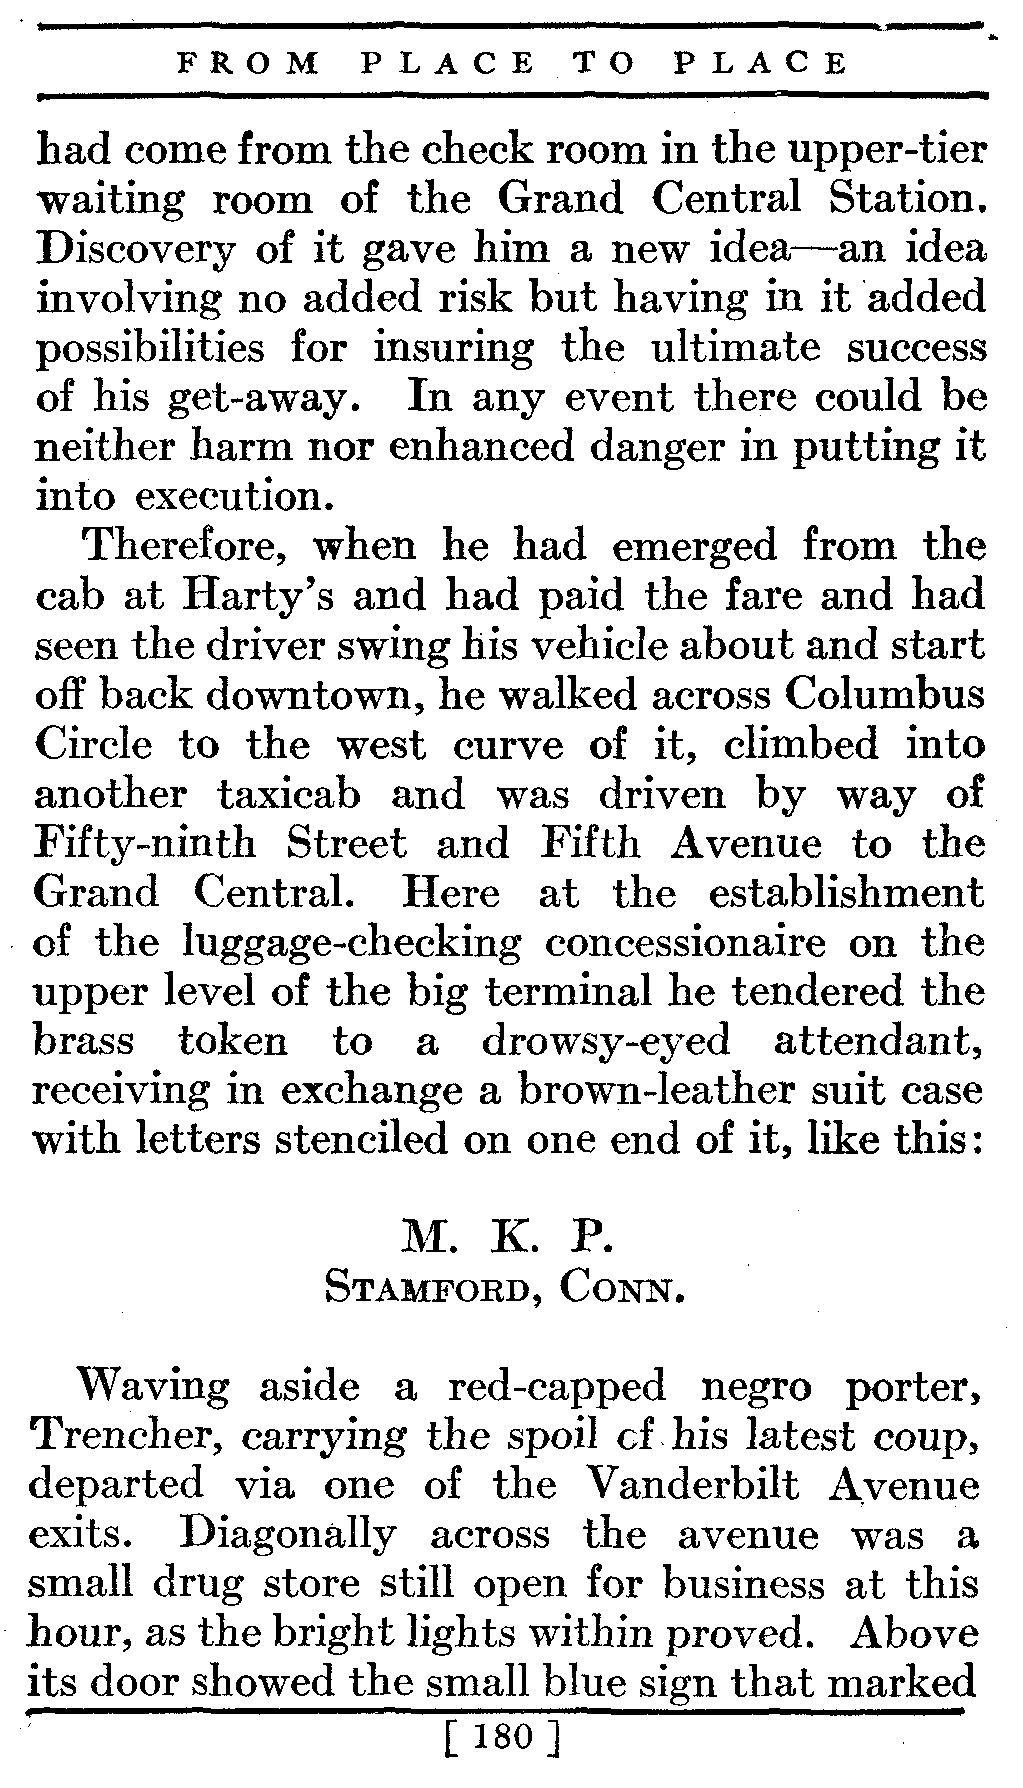 FROM PLACE TO PLACE
had come from the check room in the upper-tier
waiting room of the Grand Central Station.
Discovery of it gave him a new idea—an idea
involving no added risk but having in it added
possibilities for insuring the ultimate success
of his get-away. In any event there could be
neither harm nor enhanced danger in putting it
into execution.
Therefore, when he had emerged from the
cab at Harty's and had paid the fare and had
seen the driver swing his vehicle about and start
off back downtown, he walked across Columbus
Circle to the west curve of it, climbed into
another taxicab and was driven by way of
Fifty-ninth Street and Fifth Avenue to the
Grand Central. Here at the establishment
of the luggage-checking concessionaire on the
upper level of the big terminal he tendered the
brass token to a drowsy-eyed attendant,
receiving in exchange a brown-leather suit case
with letters stenciled on one end of it, like this:
M. K. P.
STAMFORD, CONN.
Waving aside a red-capped negro porter,
Trencher, carrying the spoil cf his latest coup,
departed via one of the Vanderbilt Avenue
exits. Diagonally across the avenue was a
small drug store still open for business at this
hour, as the bright lights within proved. Above
its door showed the small blue sign that marked
[ 180 ]